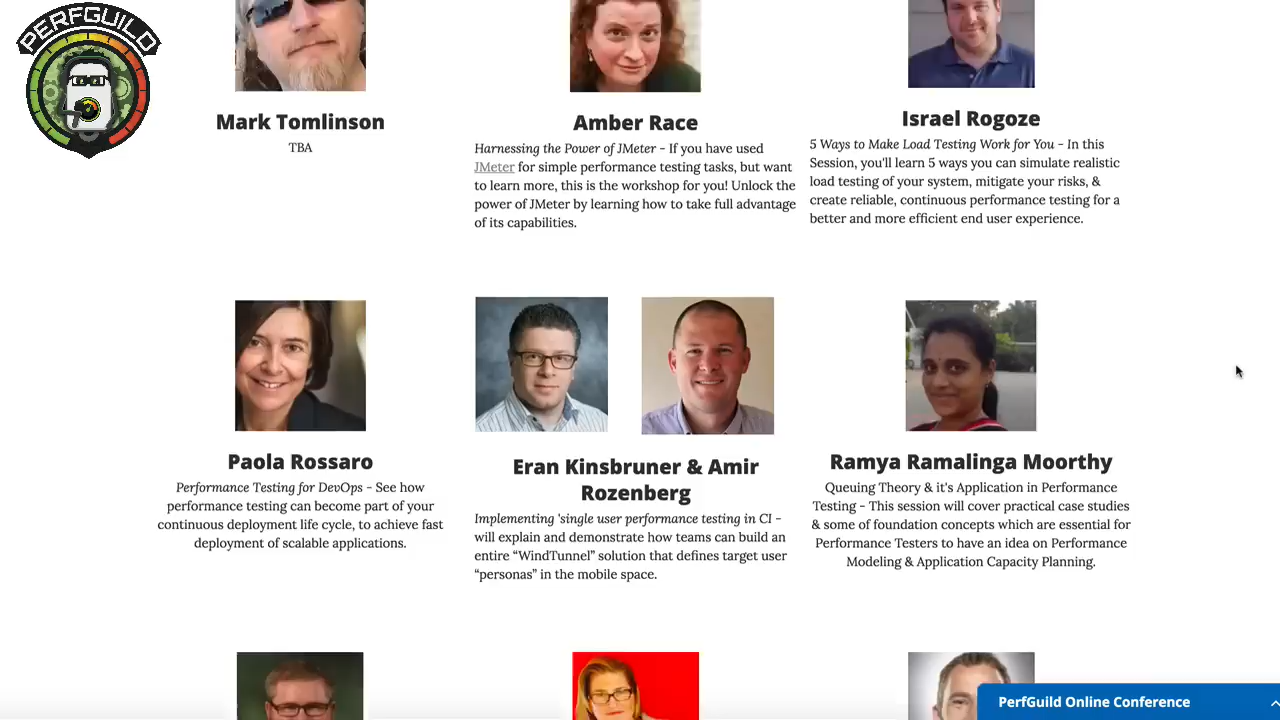 PERFGUILD
Mark Tomlinson
TBA
Amber Race
Harnessing the Power of JMeter - If you have used
JMeter for simple performance testing tasks, but want
to learn more, this is the workshop for you! Unlock the
power of JMeter by learning how to take full advantage
of its capabilities.
Israel Rogoze
5 Ways to Make Load Testing Work for You - In this
Session, you'll learn 5 ways you can simulate realistic
load testing of your system, mitigate your risks, &
create reliable, continuous performance testing for a
better and more efficient end user experience.
Paola Rossaro
Performance Testing for DevOps - See how
performance testing can become part of your
continuous deployment life cycle, to achieve fast
deployment of scalable applications.
Eran Kinsbruner & Amir
Rozenberg
Implementing 'single user performance testing in CI -
will explain and demonstrate how teams can build an
entire “WindTunnel” solution that defines target user
“personas” in the mobile space.
Ramya Ramalinga Moorthy
Queuing Theory & it's Application in Performance
Testing - This session will cover practical case studies
& some of foundation concepts which are essential for
Performance Testers to have an idea on Performance
Modeling & Application Capacity Planning.
PerfGuild Online Conference